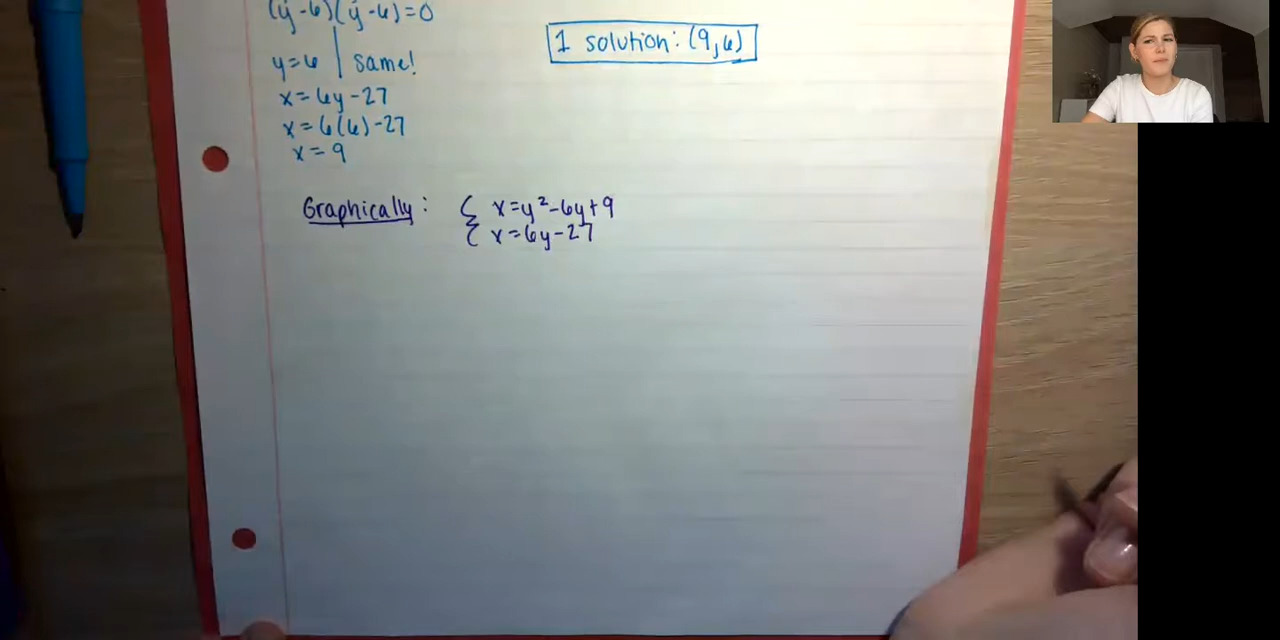 (y-6)(y-6)=0
1 solution: (9,6)
y=6 | same!
x=6y-27
x=6(6)-27
x=9
Graphically: { x=y²-6y+9
{ x=6y-27